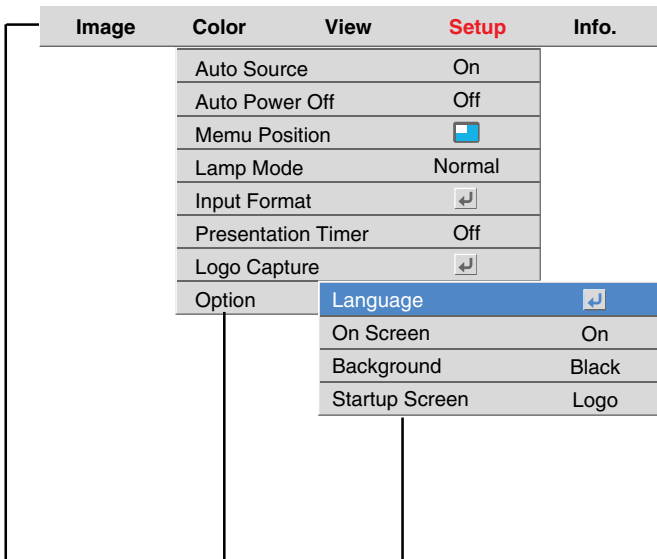 Image Color View Setup Info.
Auto Source On
Auto Power Off Off
Memu Position
Lamp Mode Normal
Input Format
Presentation Timer Off
Logo Capture
Option
Language
On Screen On
Background Black
Startup Screen Logo